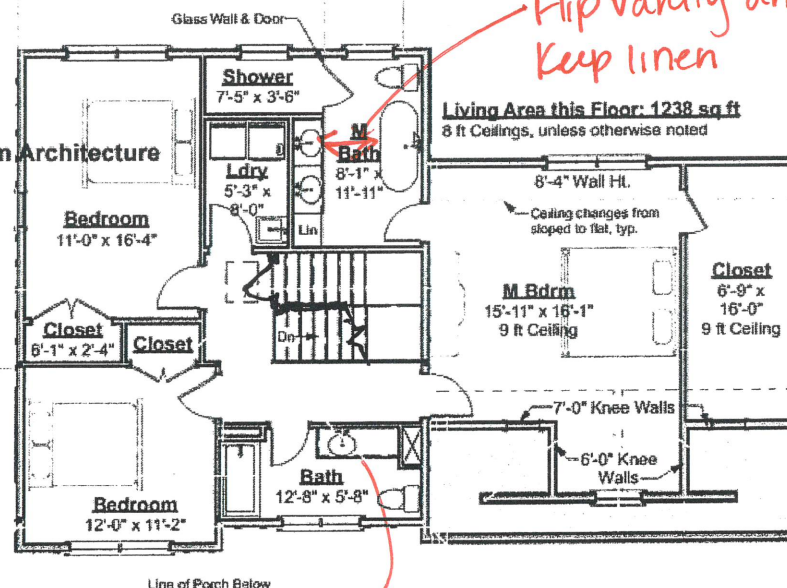 Glass Wall & Door
Flip vanity an
Keep linen
Shower
7'-5" x 3'-6"
Living Area this Floor: 1238 sq ft
8 ft Ceilings, unless otherwise noted
Architecture
M
Bath
8'-1" x
11'-11"
Ldry
5'-3" x
8'-0"
Lin
8'-4" Wall Ht.
Ceiling changes from
sloped to flat, typ.
Bedroom
11'-0" x 16'-4"
M Bdrm
15'-11" x 16'-1"
9 ft Ceiling
Closet
6'-9" x
16'-0"
9 ft Ceiling
Closet
6'-1" x 2'-4"
Closet
Dn
7'-0" Knee Walls
6'-0" Knee
Walls
Bath
12'-8" x 5'-8"
Bedroom
12'-0" x 11'-2"
Line of Porch Below